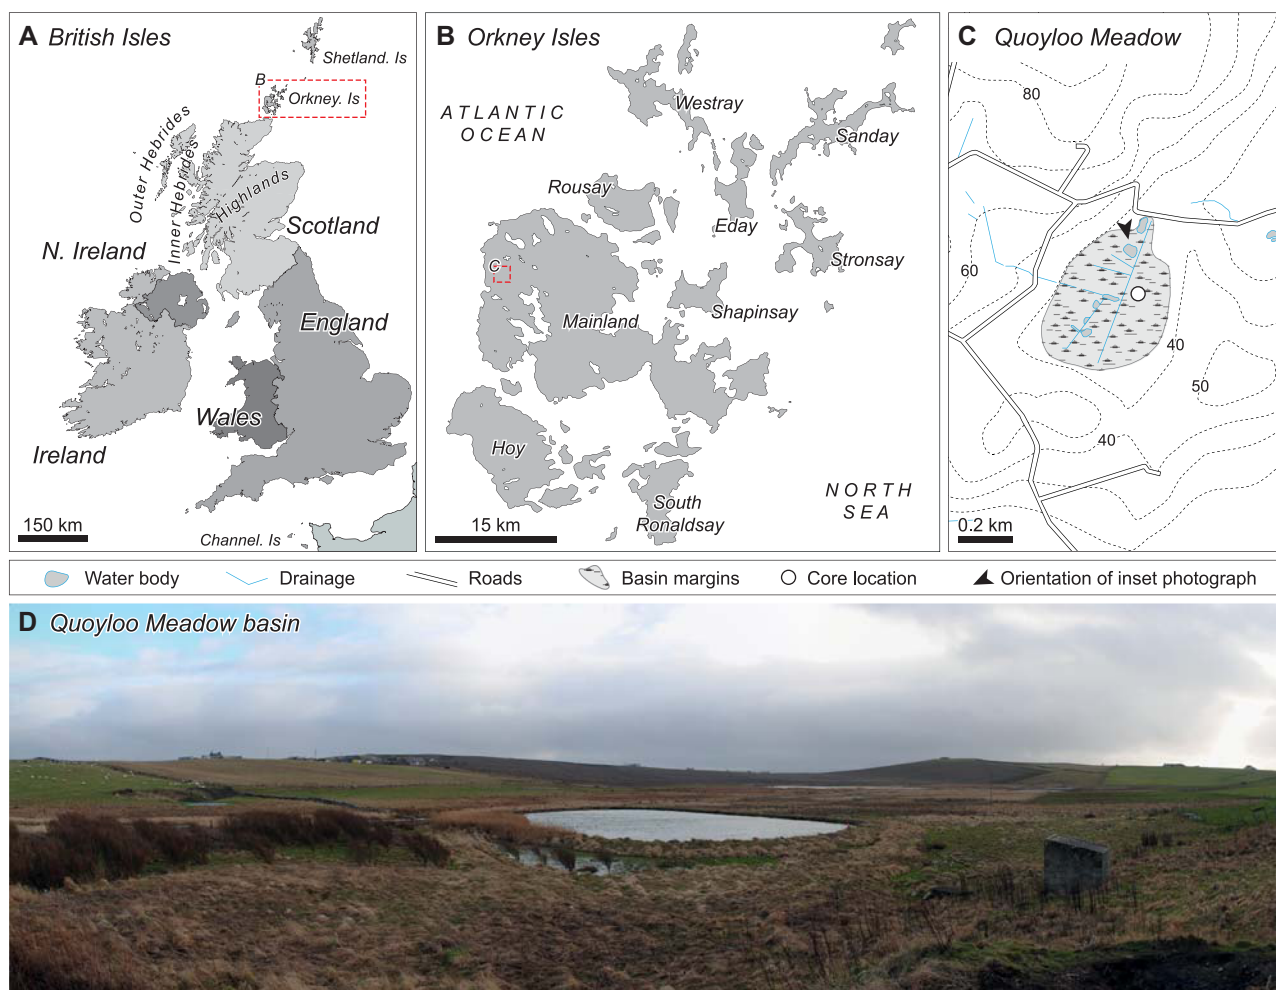 A British Isles
Shetland. Is
B
Orkney. Is
Outer Hebrides
Inner Hebrides
Highlands
Scotland
N. Ireland
England
Wales
Ireland
150 km
Channel. Is
B Orkney Isles
ATLANTIC
OCEAN
Westray
Sanday
Rousay
Eday
Stronsay
C
Shapinsay
Mainland
Hoy
South
Ronaldsay
NORTH
SEA
15 km
C Quoyloo Meadow
80
60
40
50
40
0.2 km
Water body
Drainage
Roads
Basin margins
Core location
Orientation of inset photograph
D Quoyloo Meadow basin